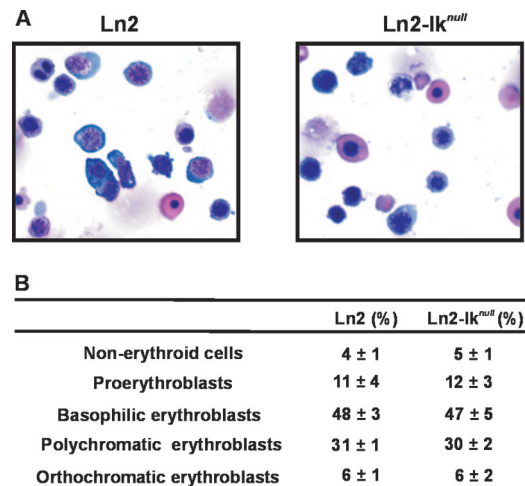 A
Ln2 Ln2-Ik^null
B
Ln2 (%) Ln2-Ik^null (%)
Non-erythroid cells 4 ± 1 5 ± 1
Proerythroblasts 11 ± 4 12 ± 3
Basophilic erythroblasts 48 ± 3 47 ± 5
Polychromatic erythroblasts 31 ± 1 30 ± 2
Orthochromatic erythroblasts 6 ± 1 6 ± 2